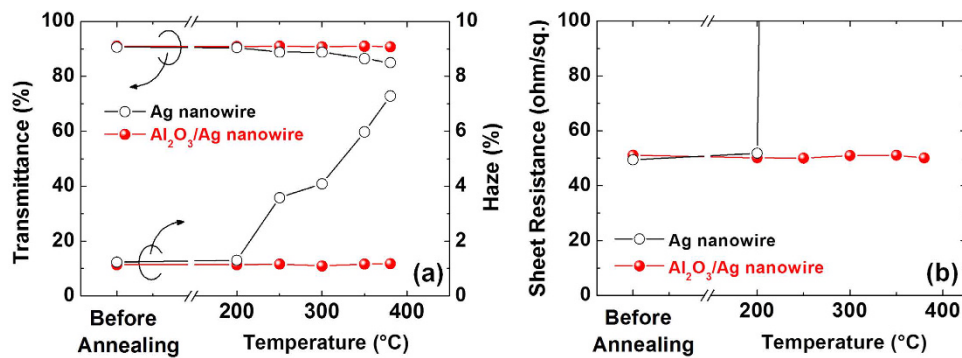 100
80
60
40
20
0
Transmittance (%)
Ag nanowire
Al₂O₃/Ag nanowire
(a)
10
8
6
4
2
0
Haze (%)
Before
Annealing
200
300
400
Temperature (°C)
100
80
60
40
20
0
Sheet Resistance (ohm/sq.)
Ag nanowire
Al₂O₃/Ag nanowire
(b)
Before
Annealing
200
300
400
Temperature (°C)